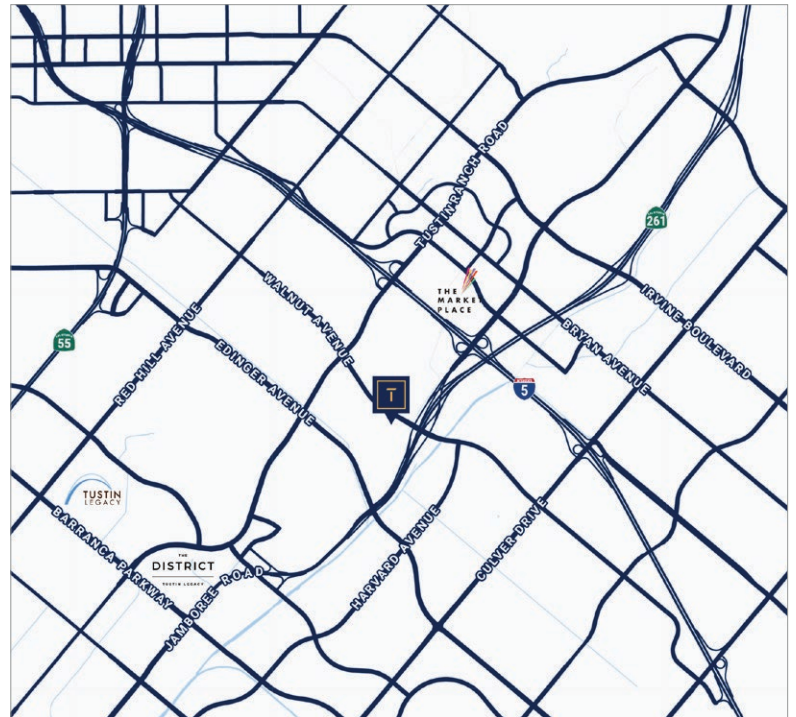 TUSTIN RANCH ROAD
261
THE
MARKET
PLACE
WALNUT AVENUE
IRVINE BOULEVARD
55
RED HILL AVENUE
EDINGER AVENUE
BRYAN AVENUE
5
T
TUSTIN
LEGACY
BARRANCA PARKWAY
THE
DISTRICT
TUSTIN LEGACY
JAMBOREE ROAD
HARVARD AVENUE
CULVER DRIVE